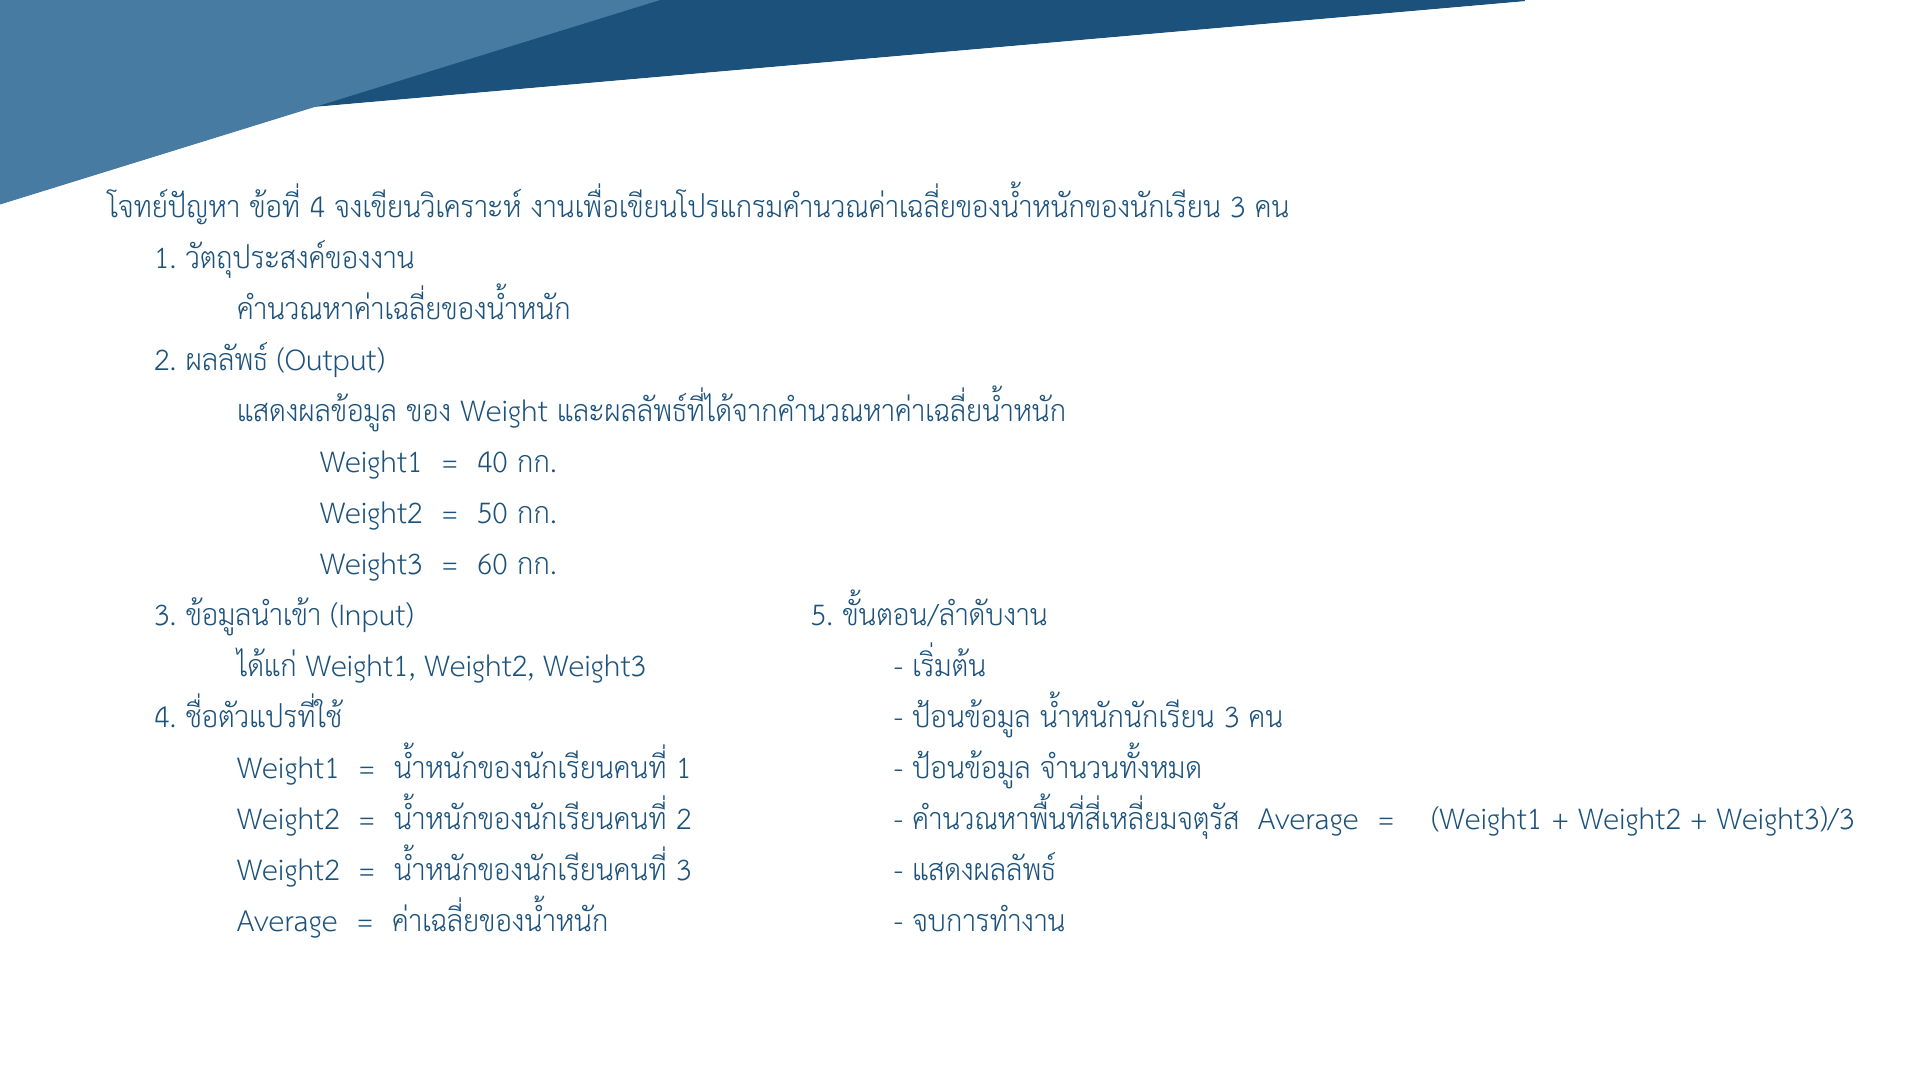 โจทย์ปัญหา ข้อที่ 4 จงเขียนวิเคราะห์ งานเพื่อเขียนโปรแกรมคำนวณค่าเฉลี่ยของน้ำหนักของนักเรียน 3 คน
1. วัตถุประสงค์ของงาน
คำนวณหาค่าเฉลี่ยของน้ำหนัก
2. ผลลัพธ์ (Output)
แสดงผลข้อมูล ของ Weight และผลลัพธ์ที่ได้จากคำนวณหาค่าเฉลี่ยน้ำหนัก
Weight1 = 40 กก.
Weight2 = 50 กก.
Weight3 = 60 กก.
3. ข้อมูลนำเข้า (Input)
ได้แก่ Weight1, Weight2, Weight3
4. ชื่อตัวแปรที่ใช้
Weight1 = น้ำหนักของนักเรียนคนที่ 1
Weight2 = น้ำหนักของนักเรียนคนที่ 2
Weight2 = น้ำหนักของนักเรียนคนที่ 3
Average = ค่าเฉลี่ยของน้ำหนัก
5. ขั้นตอน/ลำดับงาน
- เริ่มต้น
- ป้อนข้อมูล น้ำหนักนักเรียน 3 คน
- ป้อนข้อมูล จำนวนทั้งหมด
- คำนวณหาพื้นที่สี่เหลี่ยมจตุรัส Average = (Weight1 + Weight2 + Weight3)/3
- แสดงผลลัพธ์
- จบการทำงาน